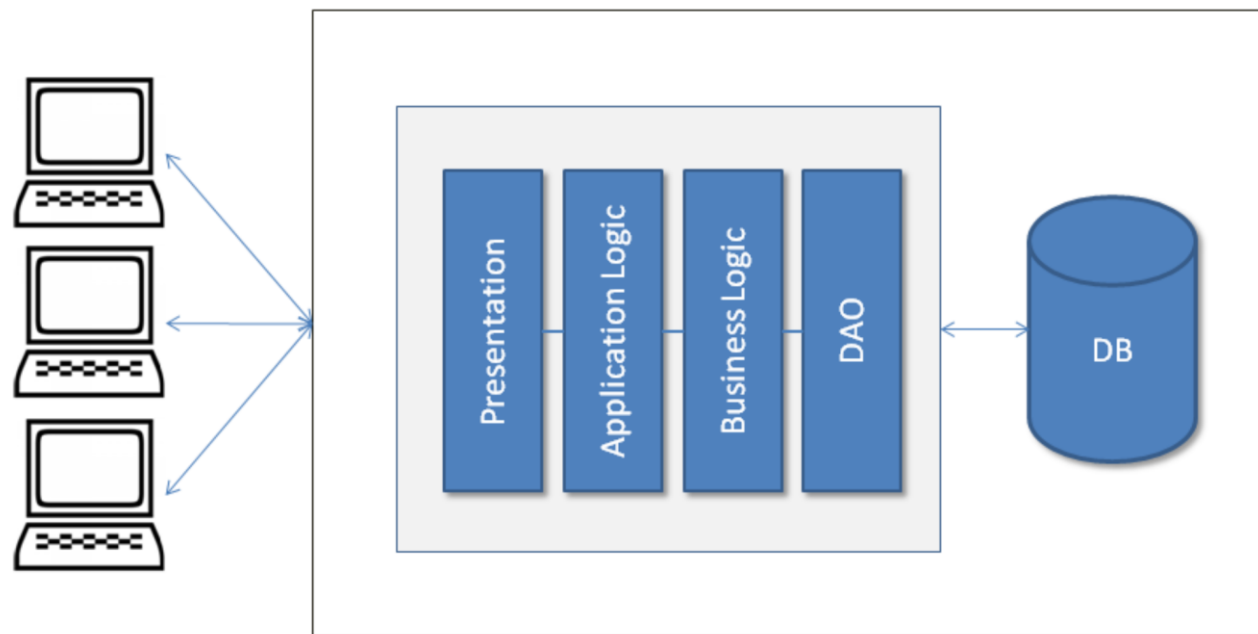 Presentation
Application Logic
Business Logic
DAO
DB